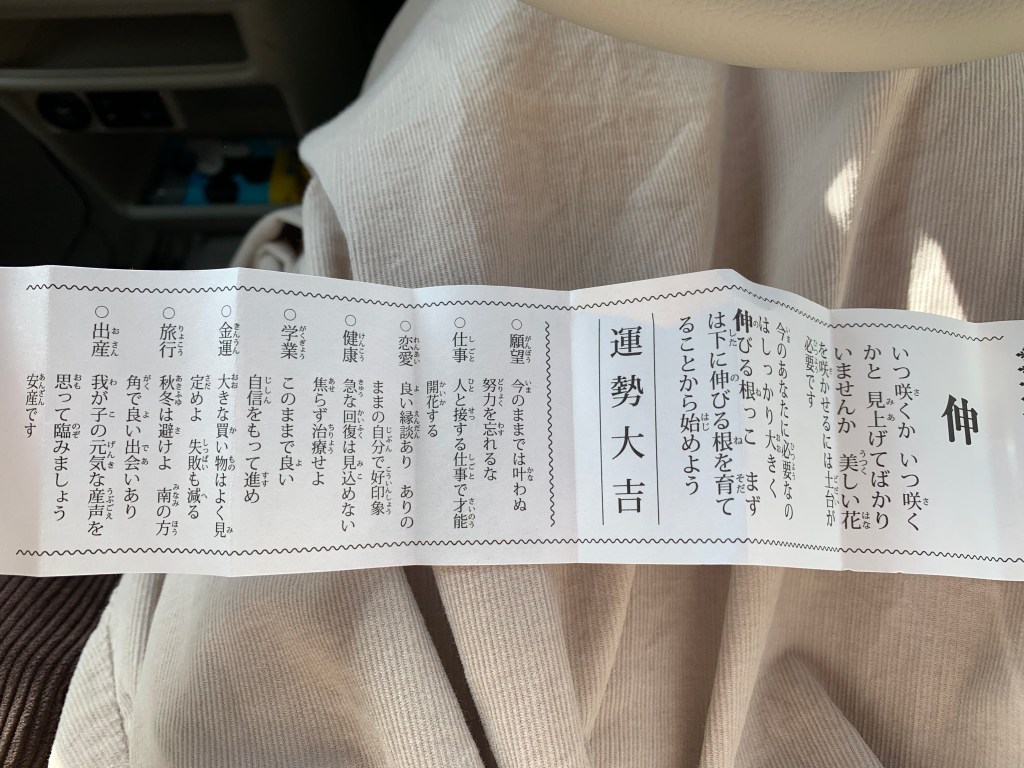 伸
いつ咲くか いつ咲く
かと 見上げてばかり
いませんか 美しい花
を咲かせるには土台が
必要です
今のあなたに必要なの
はしっかり大きく
伸びる根っこ まず
は下に伸びる根を育て
ることから始めよう
運勢大吉
○願望 今のままでは叶わぬ
努力を忘れるな
○仕事 人と接する仕事で才能
開花する
○恋愛 良い縁談あり ありの
ままの自分で好印象
○健康 急な回復は見込めない
焦らず治療せよ
○学業 このままで良い
自信をもって進め
○金運 大きな買い物はよく見
定めよ 失敗も減る
○旅行 秋冬は避けよ 南の方
角で良い出会いあり
○出産 我が子の元気な産声を
思って臨みましょう
安産です